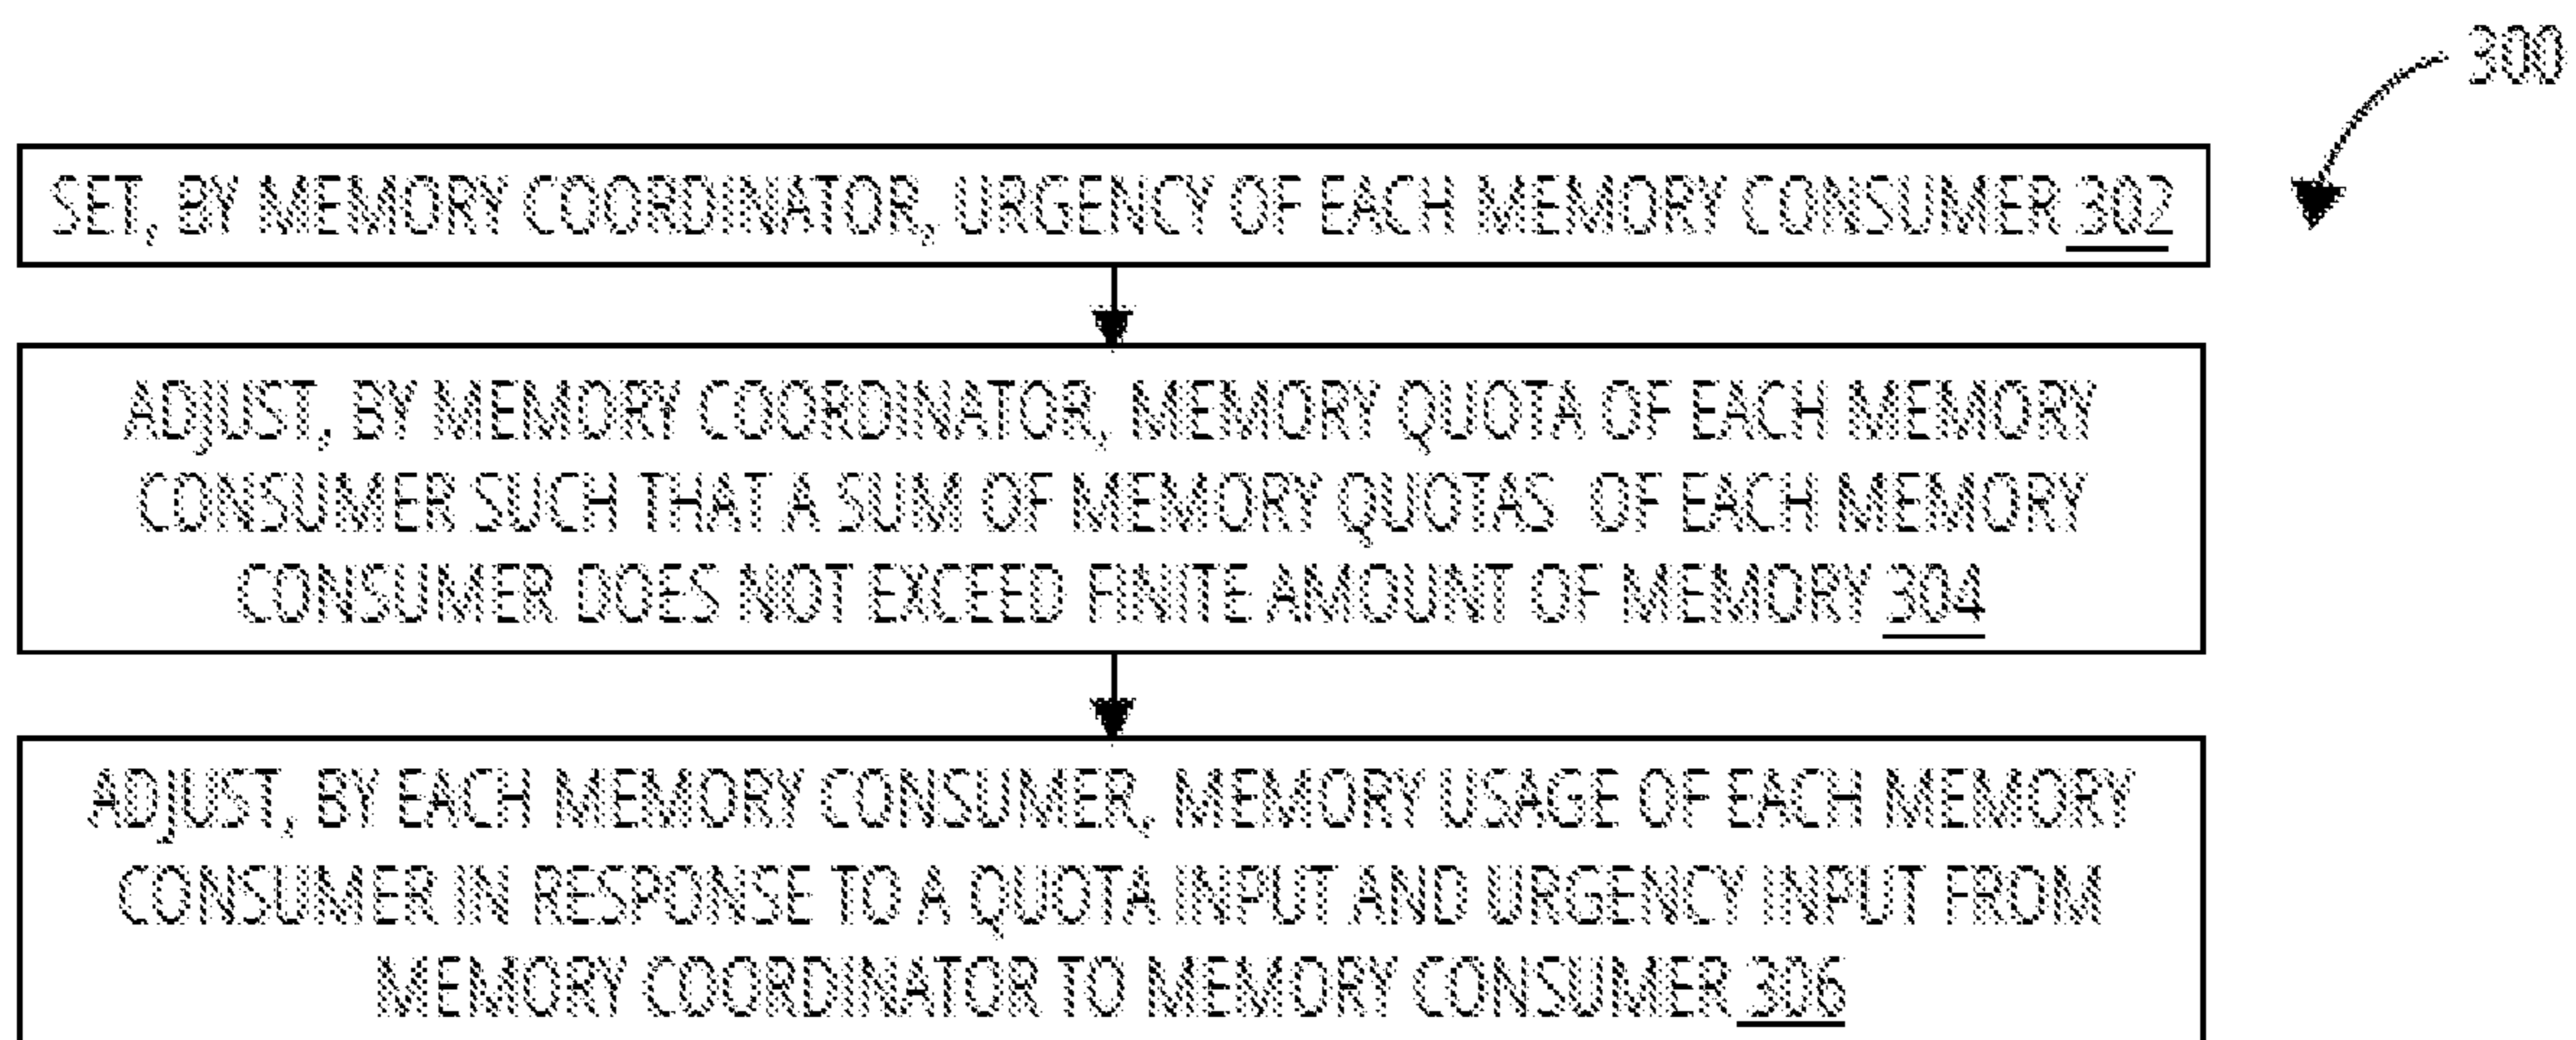 300
SET, BY MEMORY COORDINATOR, URGENCY OF EACH MEMORY CONSUMER 302
ADJUST, BY MEMORY COORDINATOR, MEMORY QUOTA OF EACH MEMORY
CONSUMER SUCH THAT A SUM OF MEMORY QUOTAS OF EACH MEMORY
CONSUMER DOES NOT EXCEED FINITE AMOUNT OF MEMORY 304
ADJUST, BY EACH MEMORY CONSUMER, MEMORY USAGE OF EACH MEMORY
CONSUMER IN RESPONSE TO A QUOTA INPUT AND URGENCY INPUT FROM
MEMORY COORDINATOR TO MEMORY CONSUMER 306